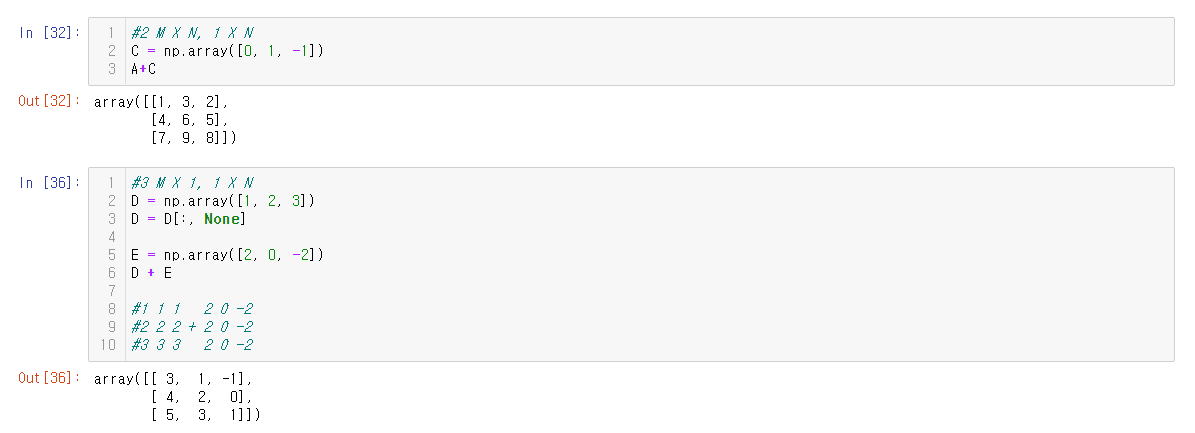 In [32]:
1 #2 M X N, 1 X N
2 C = np.array([0, 1, -1])
3 A+C
Out[32]: array([[1, 3, 2],
[4, 6, 5],
[7, 9, 8]])
In [36]:
1 #3 M X 1, 1 X N
2 D = np.array([1, 2, 3])
3 D = D[:, None]
4
5 E = np.array([2, 0, -2])
6 D + E
7
8 #1 1 1   2 0 -2
9 #2 2 2 + 2 0 -2
10 #3 3 3   2 0 -2
Out[36]: array([[ 3,  1, -1],
[ 4,  2,  0],
[ 5,  3,  1]])